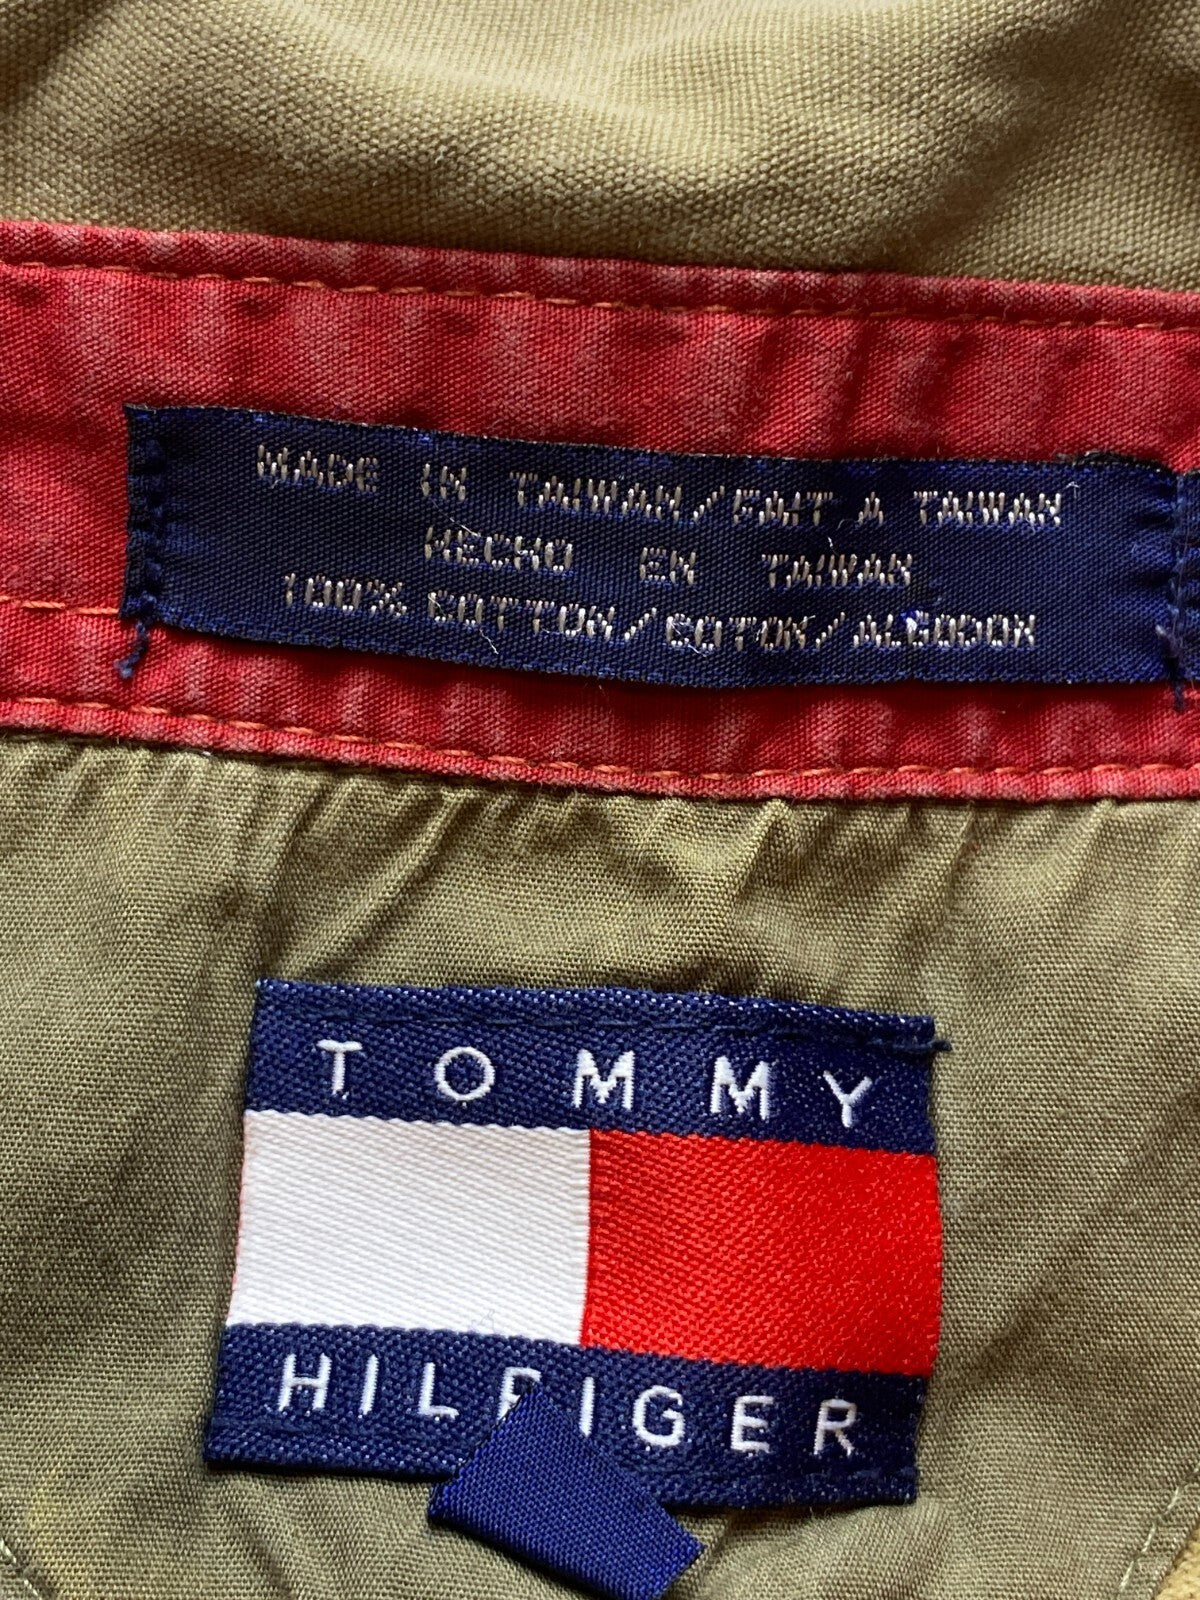 MADE IN TAIWAN/FAIT A TAIWAN
HECHO EN TAIWAN
100% COTTON/COTON/ALGODON
TOMMY
HILFIGER